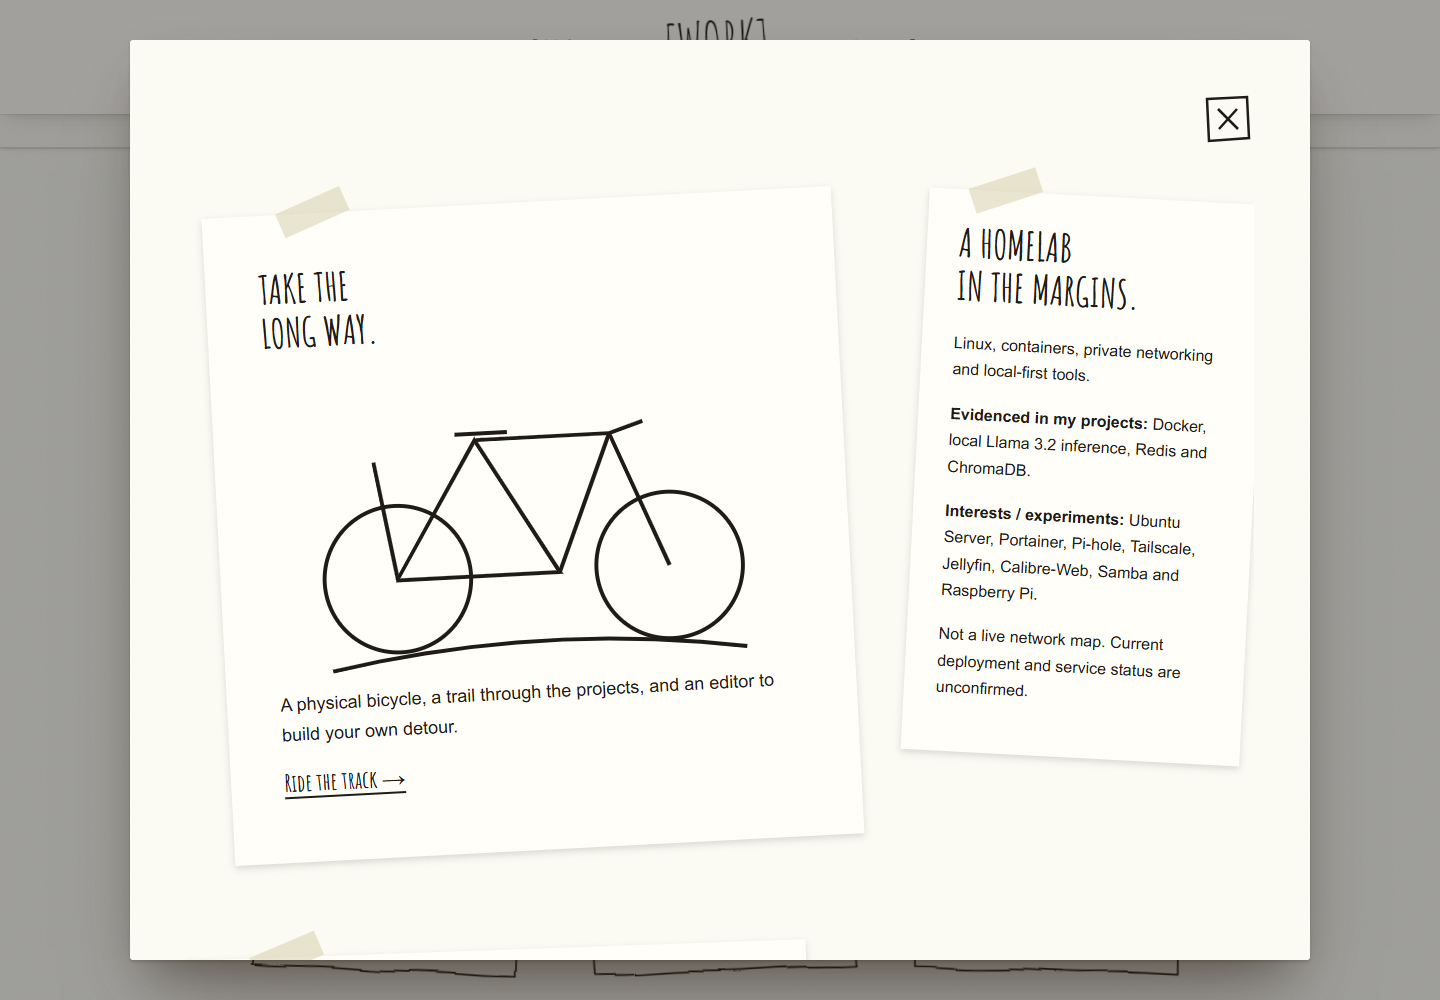 [WORK]
TAKE THE
LONG WAY.
A physical bicycle, a trail through the projects, and an editor to
build your own detour.
RIDE THE TRACK →
A HOMELAB
IN THE MARGINS.
Linux, containers, private networking
and local-first tools.
Evidenced in my projects: Docker,
local Llama 3.2 inference, Redis and
ChromaDB.
Interests / experiments: Ubuntu
Server, Portainer, Pi-hole, Tailscale,
Jellyfin, Calibre-Web, Samba and
Raspberry Pi.
Not a live network map. Current
deployment and service status are
unconfirmed.